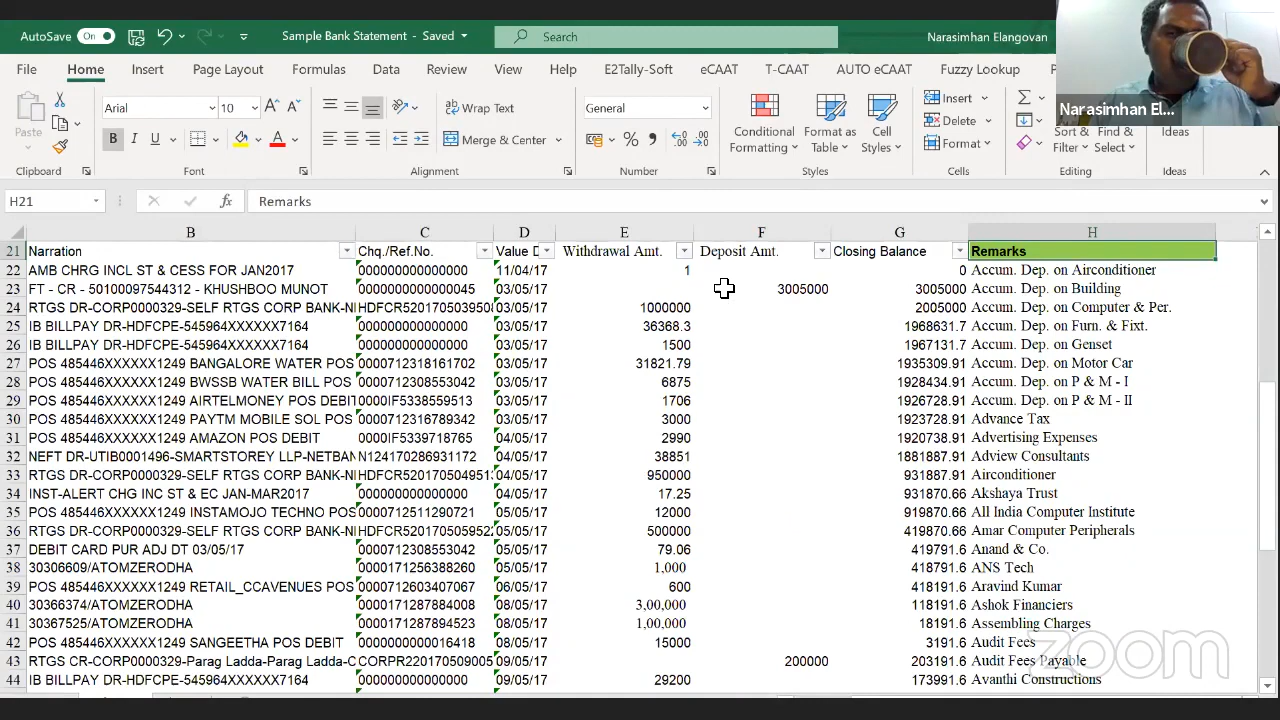 AutoSave On Sample Bank Statement - Saved Search Narasimhan Elangovan
File Home Insert Page Layout Formulas Data Review View Help E2Tally-Soft eCAAT T-CAAT AUTO eCAAT Fuzzy Lookup
Narasimhan El...
Paste Arial 10 Wrap Text General Conditional Formatting Format as Table Cell Styles Insert Sort & Filter Find & Select Ideas
B I U Merge & Center Delete
Format
Clipboard Font Alignment Number Styles Cells Editing Ideas
H21 fx Remarks
B C D E F G H
21 Narration Chq./Ref.No. Value D Withdrawal Amt. Deposit Amt. Closing Balance Remarks
22 AMB CHRG INCL ST & CESS FOR JAN2017 000000000000000 11/04/17 1 0 Accum. Dep. on Airconditioner
23 FT - CR - 50100097544312 - KHUSHBOO MUNOT 000000000000045 03/05/17 3005000 3005000 Accum. Dep. on Building
24 RTGS DR-CORP0000329-SELF RTGS CORP BANK-NI HDFCR5201705039508 03/05/17 1000000 2005000 Accum. Dep. on Computer & Per.
25 IB BILLPAY DR-HDFCPE-545964XXXXXX7164 000000000000000 03/05/17 36368.3 1968631.7 Accum. Dep. on Furn. & Fixt.
26 IB BILLPAY DR-HDFCPE-545964XXXXXX7164 000000000000000 03/05/17 1500 1967131.7 Accum. Dep. on Genset
27 POS 485446XXXXXX1249 BANGALORE WATER POS 0000712318161702 03/05/17 31821.79 1935309.91 Accum. Dep. on Motor Car
28 POS 485446XXXXXX1249 BWSSB WATER BILL POS 0000712308553042 03/05/17 6875 1928434.91 Accum. Dep. on P & M - I
29 POS 485446XXXXXX1249 AIRTELMONEY POS DEBIT 0000IF5338559513 03/05/17 1706 1926728.91 Accum. Dep. on P & M - II
30 POS 485446XXXXXX1249 PAYTM MOBILE SOL POS 0000712316789342 03/05/17 3000 1923728.91 Advance Tax
31 POS 485446XXXXXX1249 AMAZON POS DEBIT 0000IF5339718765 04/05/17 2990 1920738.91 Advertising Expenses
32 NEFT DR-UTIB0001496-SMARTSTOREY LLP-NETBAN N124170286931172 04/05/17 38851 1881887.91 Adview Consultants
33 RTGS DR-CORP0000329-SELF RTGS CORP BANK-NI HDFCR5201705049513 04/05/17 950000 931887.91 Airconditioner
34 INST-ALERT CHG INC ST & EC JAN-MAR2017 000000000000000 04/05/17 17.25 931870.66 Akshaya Trust
35 POS 485446XXXXXX1249 INSTAMOJO TECHNO POS 0000712511290721 05/05/17 12000 919870.66 All India Computer Institute
36 RTGS DR-CORP0000329-SELF RTGS CORP BANK-NI HDFCR5201705059522 05/05/17 500000 419870.66 Amar Computer Peripherals
37 DEBIT CARD PUR ADJ DT 03/05/17 0000712308553042 05/05/17 79.06 419791.6 Anand & Co.
38 30306609/ATOMZERODHA 0000171256388260 05/05/17 1,000 418791.6 ANS Tech
39 POS 485446XXXXXX1249 RETAIL_CCAVENUES POS 0000712603407067 06/05/17 600 418191.6 Aravind Kumar
40 30366374/ATOMZERODHA 0000171287884008 08/05/17 3,00,000 118191.6 Ashok Financiers
41 30367525/ATOMZERODHA 0000171287894523 08/05/17 1,00,000 18191.6 Assembling Charges
42 POS 485446XXXXXX1249 SANGEETHA POS DEBIT 0000000000016418 08/05/17 15000 3191.6 Audit Fees
43 RTGS CR-CORP0000329-Parag Ladda-Parag Ladda-C CORPR220170509005 09/05/17 200000 203191.6 Audit Fees Payable
44 IB BILLPAY DR-HDFCPE-545964XXXXXX7164 000000000000000 09/05/17 29200 173991.6 Avanthi Constructions
zoom